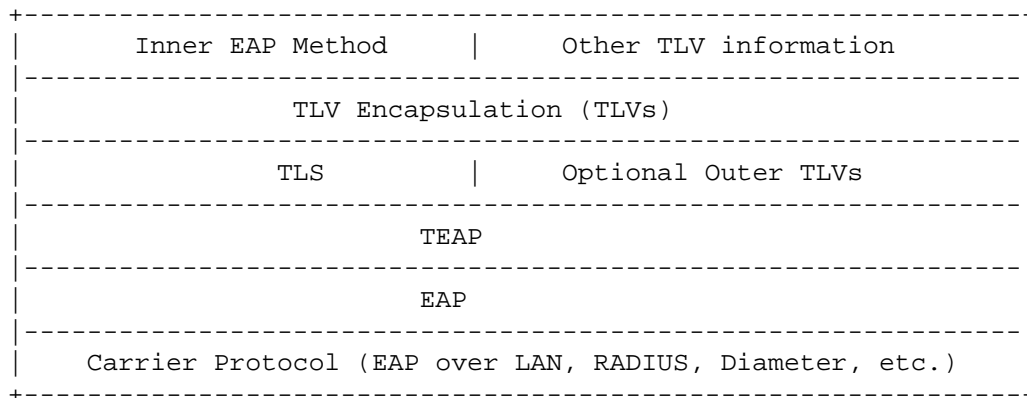 +---------------------------------------------------------------
|       Inner EAP Method     |     Other TLV information
|---------------------------------------------------------------
|                 TLV Encapsulation (TLVs)
|---------------------------------------------------------------
|                TLS         |     Optional Outer TLVs
|---------------------------------------------------------------
|                         TEAP
|---------------------------------------------------------------
|                         EAP
|---------------------------------------------------------------
|    Carrier Protocol (EAP over LAN, RADIUS, Diameter, etc.)
+---------------------------------------------------------------